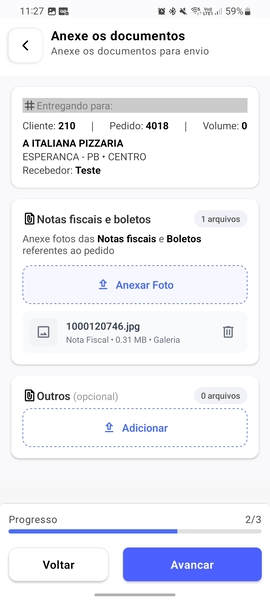 11:27
59%
Anexe os documentos
Anexe os documentos para envio
Entregando para:
Cliente: 210 | Pedido: 4018 | Volume: 0
A ITALIANA PIZZARIA
ESPERANCA - PB • CENTRO
Recebedor: Teste
Notas fiscais e boletos
1 arquivos
Anexe fotos das Notas fiscais e Boletos
referentes ao pedido
Anexar Foto
1000120746.jpg
Nota Fiscal • 0.31 MB • Galeria
Outros (opcional)
0 arquivos
Adicionar
Progresso
2/3
Voltar
Avancar